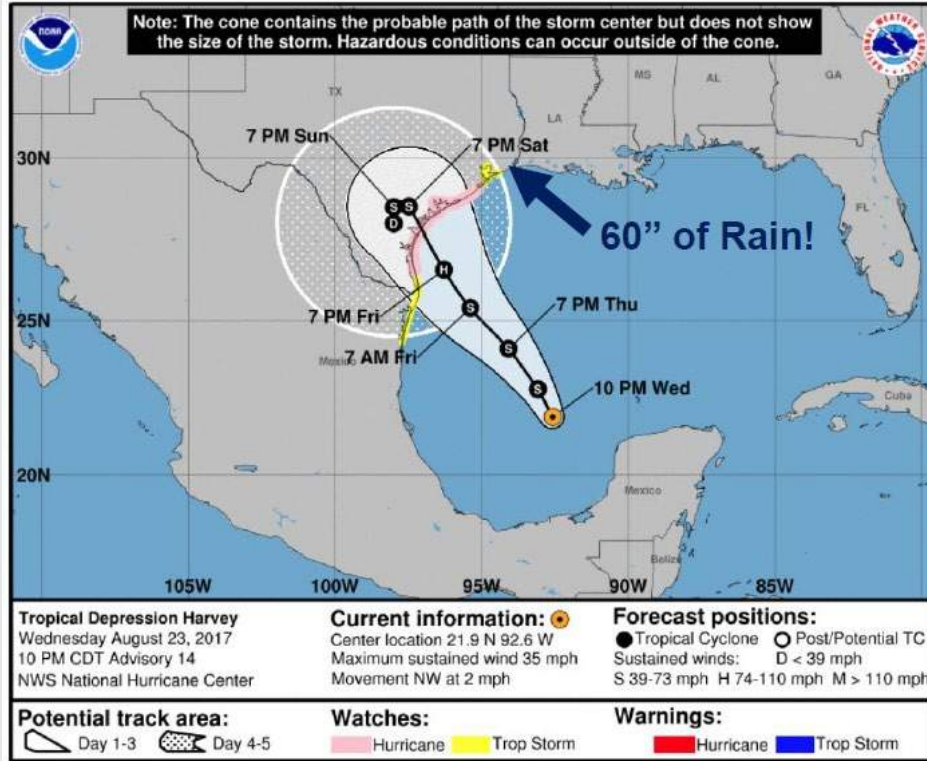 Note: The cone contains the probable path of the storm center but does not show
the size of the storm. Hazardous conditions can occur outside of the cone.
NOAA
NATIONAL WEATHER SERVICE
TX
MS
AL
GA
LA
FL
7 PM Sun
7 PM Sat
30N
S S
D
60” of Rain!
H
7 PM Fri
S
7 PM Thu
25N
7 AM Fri
S
Mexico
10 PM Wed
S
Cuba
20N
Mexico
Belize
105W 100W 95W 90W 85W
Tropical Depression Harvey
Wednesday August 23, 2017
10 PM CDT Advisory 14
NWS National Hurricane Center
Current information:
Center location 21.9 N 92.6 W
Maximum sustained wind 35 mph
Movement NW at 2 mph
Forecast positions:
Tropical Cyclone Post/Potential TC
Sustained winds: D < 39 mph
S 39-73 mph H 74-110 mph M > 110 mph
Potential track area:
Day 1-3 Day 4-5
Watches:
Hurricane Trop Storm
Warnings:
Hurricane Trop Storm